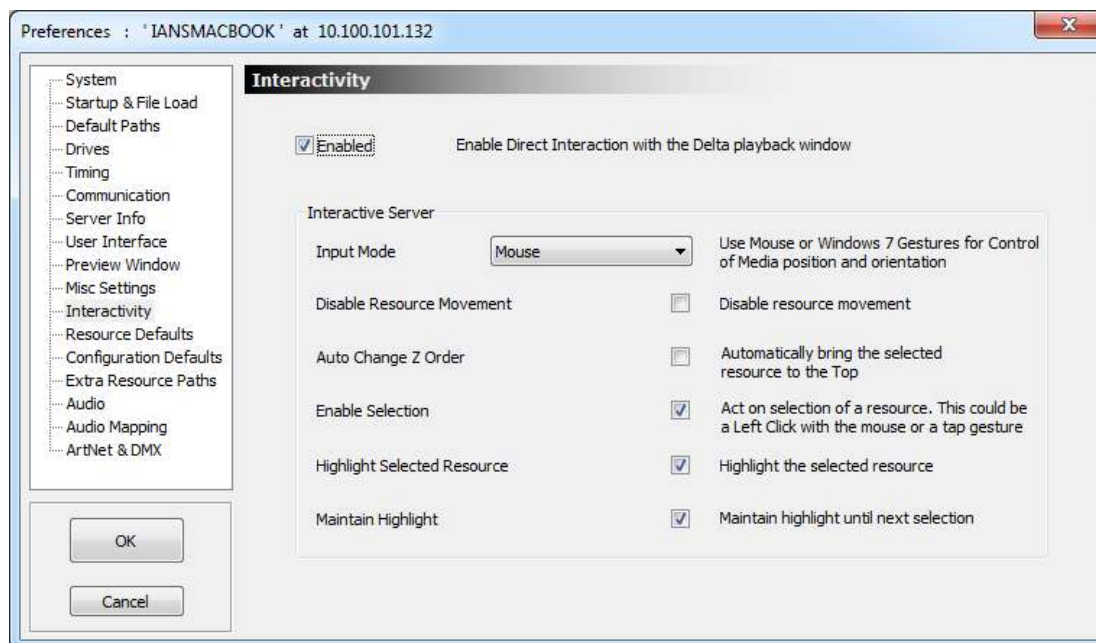 Preferences : ' IANSMACBOOK ' at 10.100.101.132
System
Startup & File Load
Default Paths
Drives
Timing
Communication
Server Info
User Interface
Preview Window
Misc Settings
Interactivity
Resource Defaults
Configuration Defaults
Extra Resource Paths
Audio
Audio Mapping
ArtNet & DMX
OK
Cancel
Interactivity
Enabled
Enable Direct Interaction with the Delta playback window
Interactive Server
Input Mode
Mouse
Use Mouse or Windows 7 Gestures for Control
of Media position and orientation
Disable Resource Movement
Disable resource movement
Auto Change Z Order
Automatically bring the selected
resource to the Top
Enable Selection
Act on selection of a resource. This could be
a Left Click with the mouse or a tap gesture
Highlight Selected Resource
Highlight the selected resource
Maintain Highlight
Maintain highlight until next selection